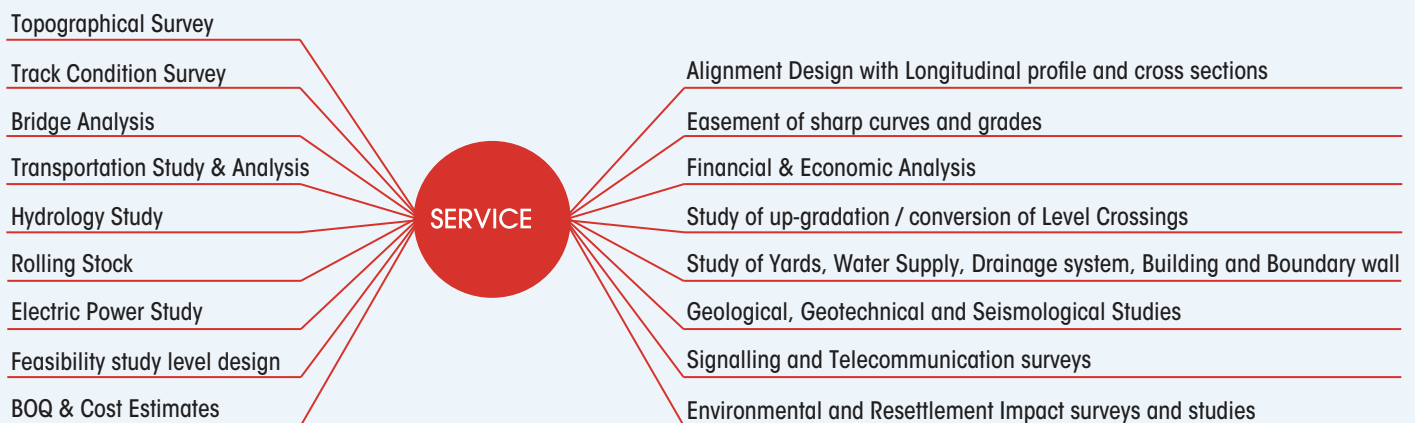 Topographical Survey
Track Condition Survey
Bridge Analysis
Transportation Study & Analysis
Hydrology Study
Rolling Stock
Electric Power Study
Feasibility study level design
BOQ & Cost Estimates
SERVICE
Alignment Design with Longitudinal profile and cross sections
Easement of sharp curves and grades
Financial & Economic Analysis
Study of up-gradation / conversion of Level Crossings
Study of Yards, Water Supply, Drainage system, Building and Boundary wall
Geological, Geotechnical and Seismological Studies
Signalling and Telecommunication surveys
Environmental and Resettlement Impact surveys and studies